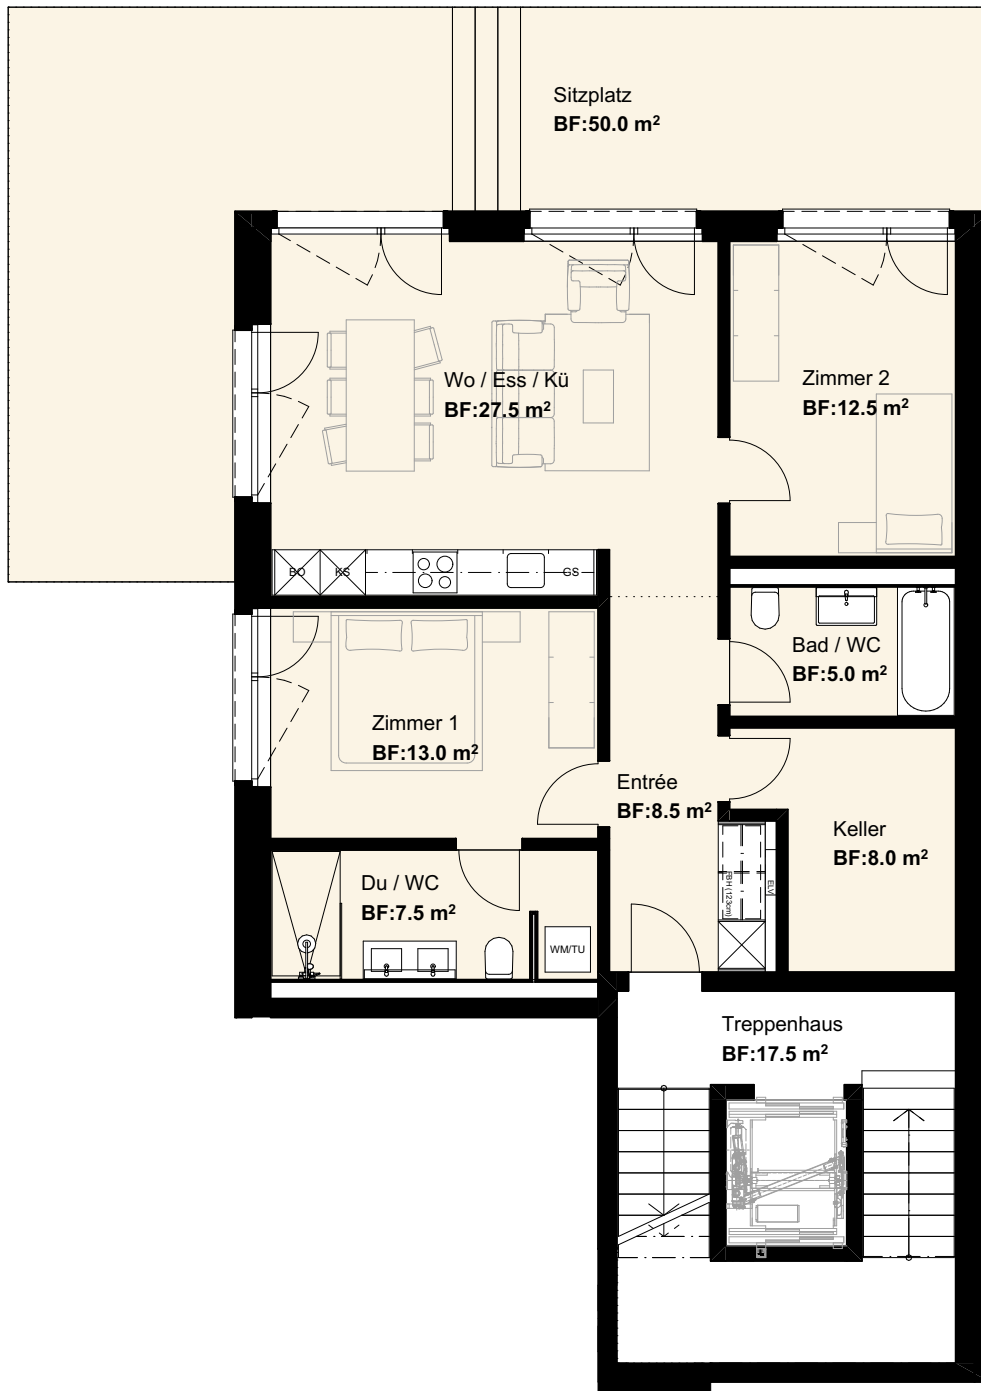 Sitzplatz
BF:50.0 m²
Wo / Ess / Kü
BF:27.5 m²
Zimmer 2
BF:12.5 m²
BO
KS
GS
Bad / WC
BF:5.0 m²
Zimmer 1
BF:13.0 m²
Entrée
BF:8.5 m²
Keller
BF:8.0 m²
Du / WC
BF:7.5 m²
ELV
FBH (123cm)
WM/TU
Treppenhaus
BF:17.5 m²